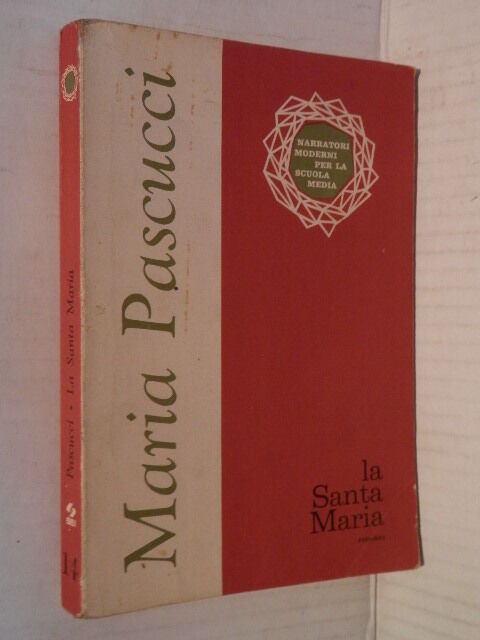 Maria Pascucci
NARRATORI
MODERNI
PER LA
SCUOLA
MEDIA
la
Santa
Maria
Pascucci - La Santa Maria